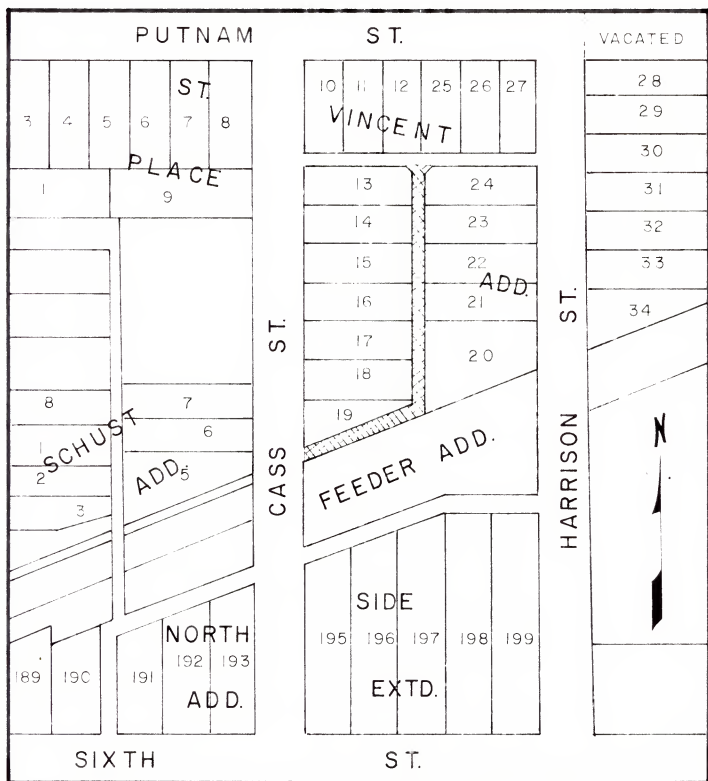 PUTNAM ST. VACATED
ST.
3 4 5 6 7 8
10 11 12 25 26 27
28
29
VINCENT
PLACE
30
1 9
13 24
31
14 23
32
15 22
33
ADD.
16 21
34
17 20
18
19
8 7
SCHUST
1 6
2 5
ADD.
3
CASS ST.
FEEDER ADD.
HARRISON ST.
N
SIDE
NORTH
189 190 191 192 193
195 196 197 198 199
ADD.
EXTD.
SIXTH ST.